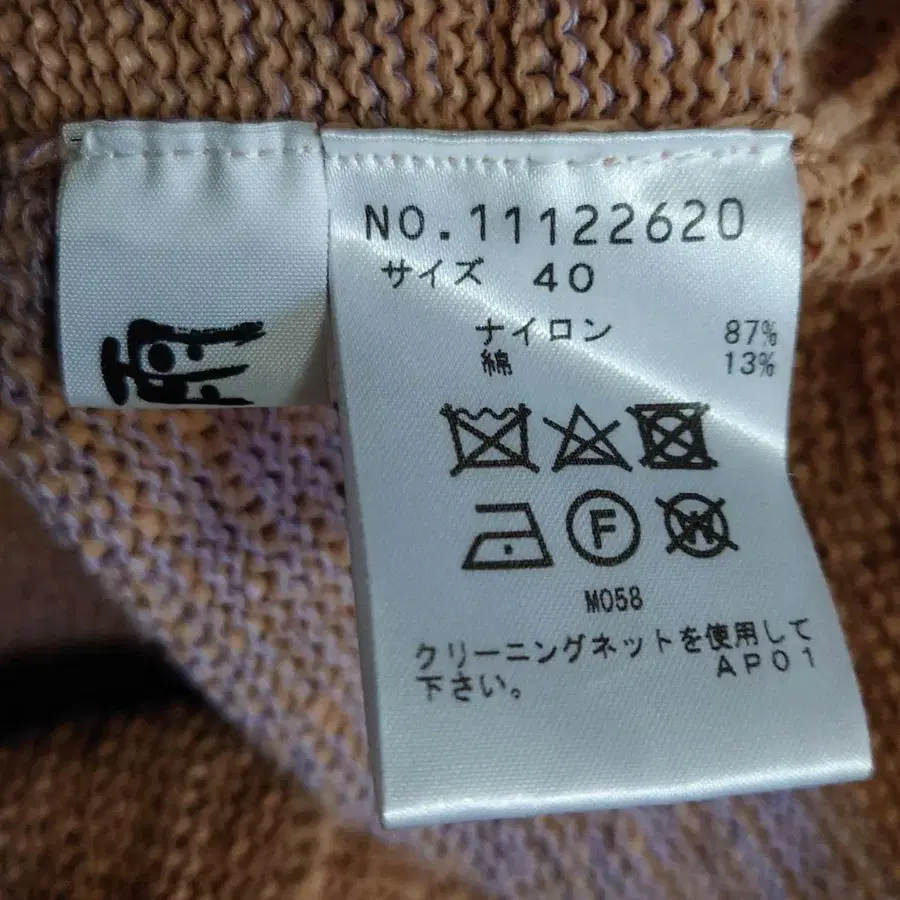 NO.11122620
サイズ 40
ナイロン 87%
綿 13%
F
W
M058
クリーニングネットを使用して
下さい。
AP01